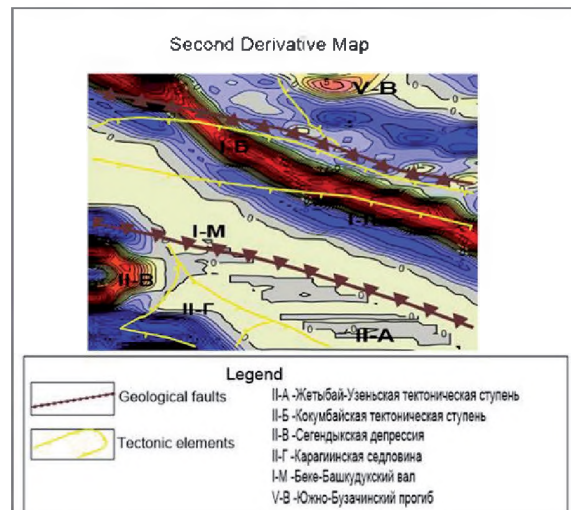 Second Derivative Map
V-B
I-B
I-M
II-B
II-Г
II-A
Legend
Geological faults
Tectonic elements
II-A -Жетыбай-Узеньская тектоническая ступень
II-Б -Кокумбайская тектоническая ступень
II-В -Сегендыкская депрессия
II-Г -Карагиинская седловина
I-М -Беке-Башкудукский вал
V-В -Южно-Бузачинский прогиб